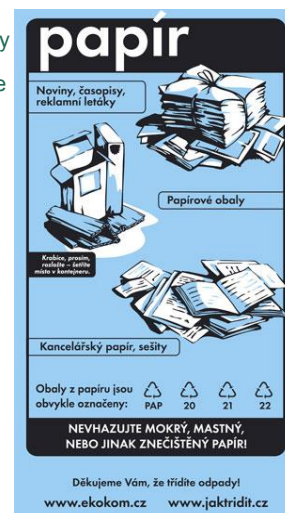 y
e
papír
Noviny, časopisy,
reklamní letáky
Papírové obaly
Krabice, prosím,
rozložte – šetříte
místo v kontejneru.
Kancelářský papír, sešity
Obaly z papíru jsou
obvykle označeny:
PAP 20 21 22
NEVHAZUJTE MOKRÝ, MASTNÝ,
NEBO JINAK ZNEČIŠTĚNÝ PAPÍR!
Děkujeme Vám, že třídíte odpady!
www.ekokom.cz www.jaktridit.cz